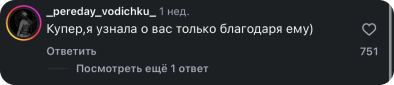 _pereday_vodichku_ 1 нед.
Купер,я узнала о вас только благодаря ему)
Ответить 751
Посмотреть ещё 1 ответ